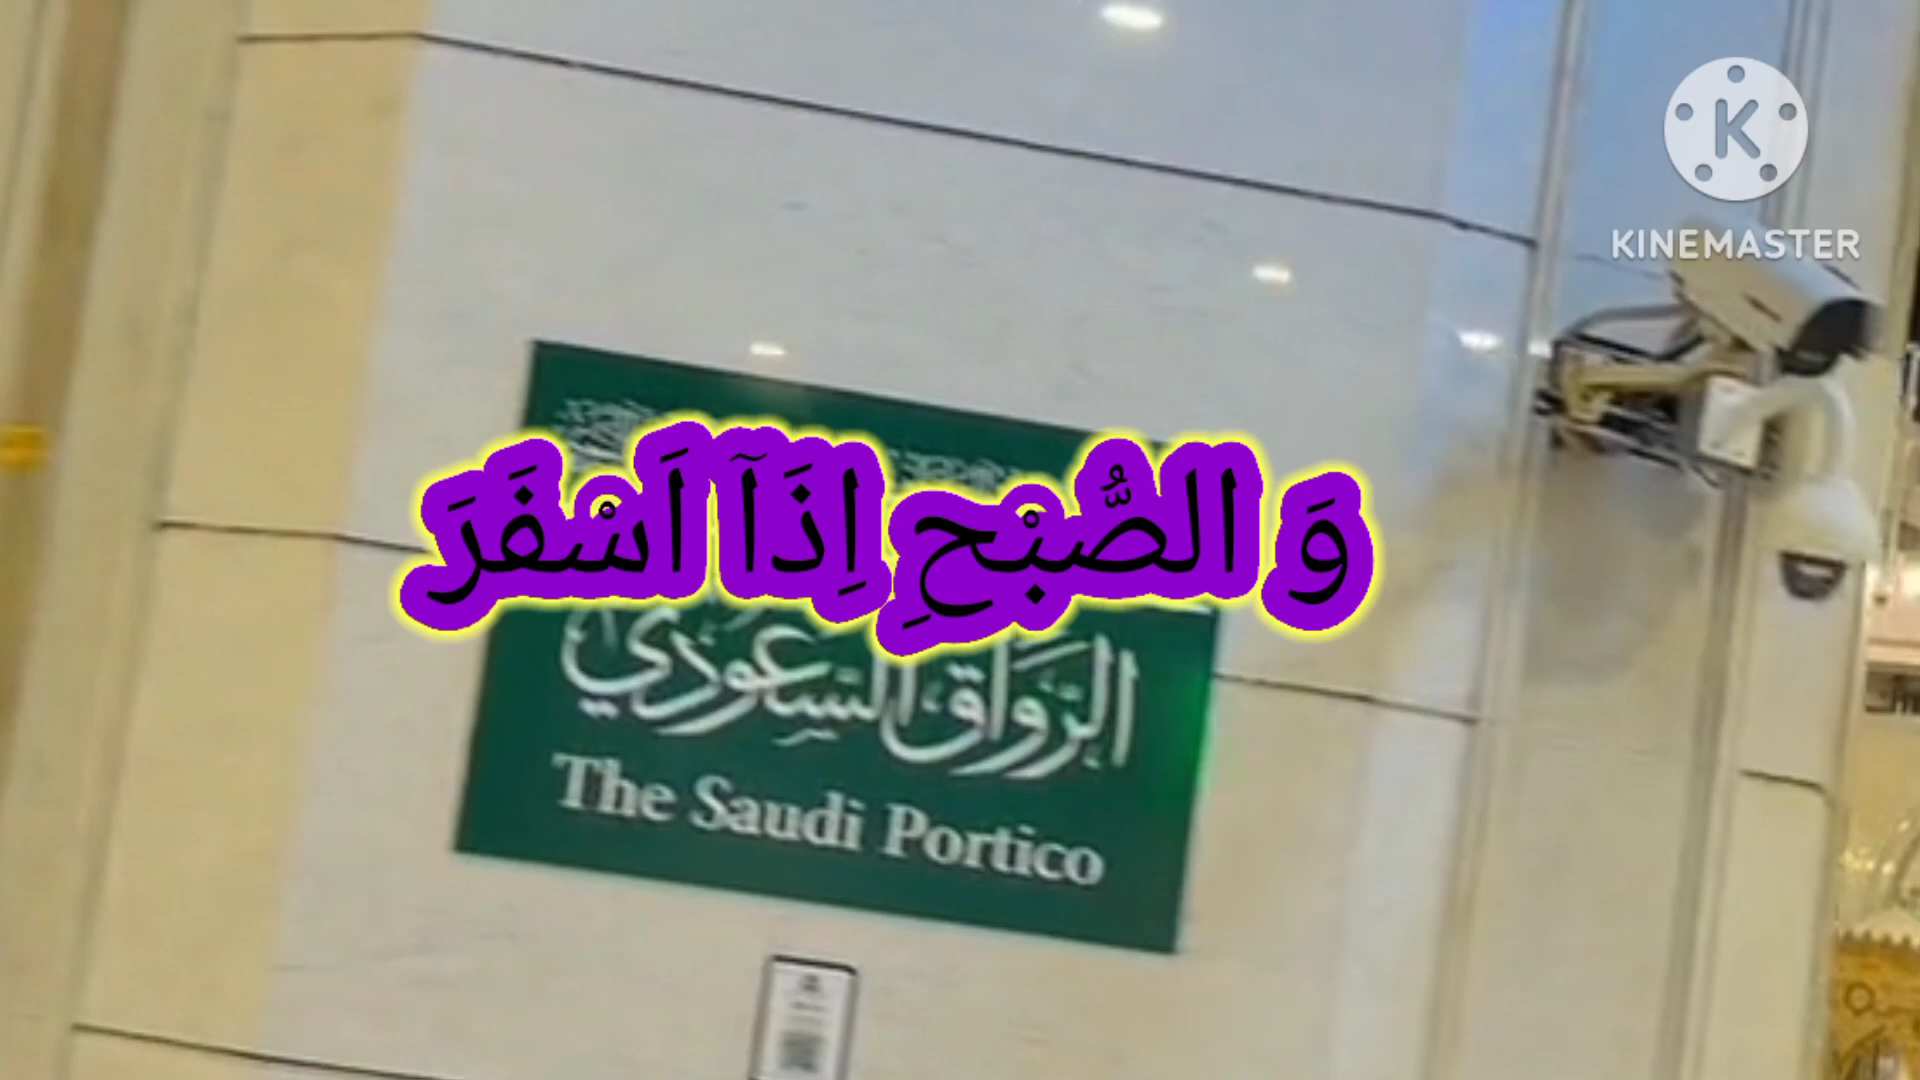 KINEMASTER
وَ الصُّبْحِ اِذَآ اَسْفَرَ
الرواق السعودي
The Saudi Portico